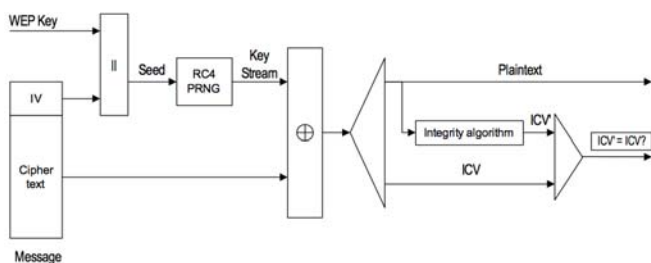 WEP Key
IV
Cipher
text
Message
||
Seed
RC4
PRNG
Key
Stream
⊕
Plaintext
Integrity algorithm
ICV'
ICV
ICV' = ICV?